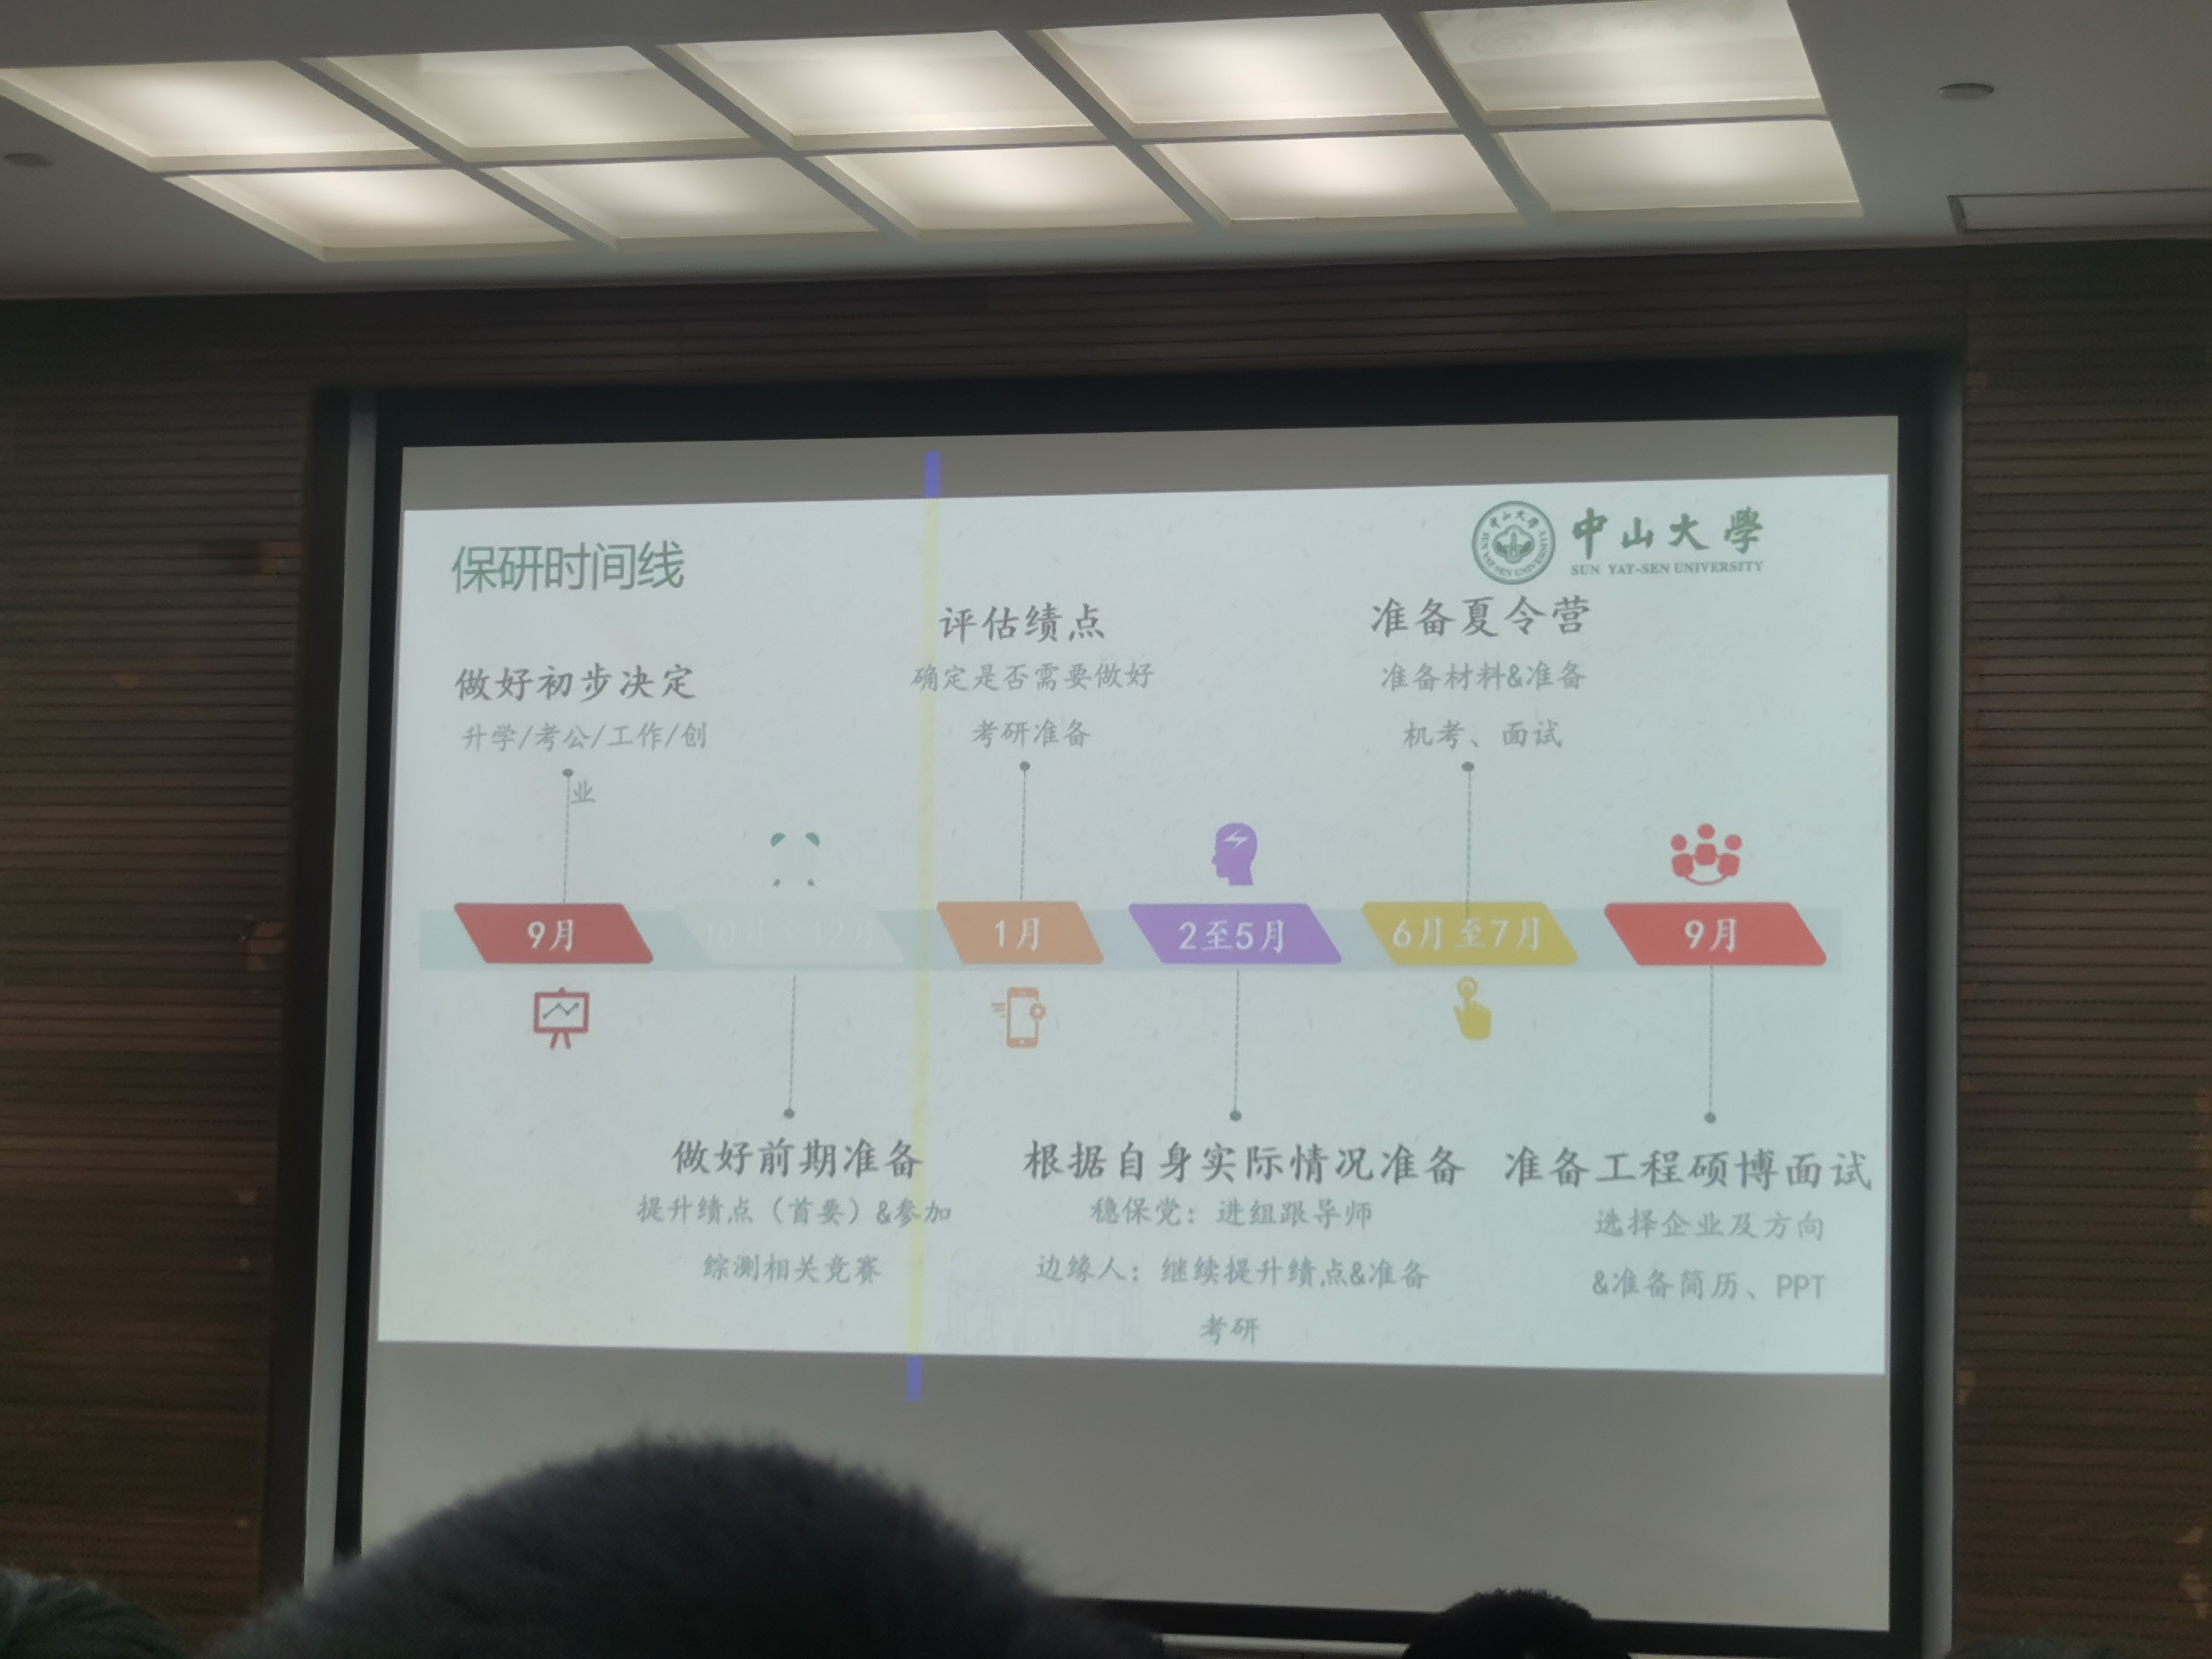 保研时间线
中山大學
SUN YAT-SEN UNIVERSITY
做好初步决定
升学/考公/工作/创
业
评估绩点
确定是否需要做好
考研准备
准备夏令营
准备材料&准备
机考、面试
9月
10月至12月
1月
2至5月
6月至7月
9月
做好前期准备
提升绩点（首要）&参加
综测相关竞赛
根据自身实际情况准备
稳保党：进组跟导师
边缘人：继续提升绩点&准备
考研
准备工程硕博面试
选择企业及方向
&准备简历、PPT